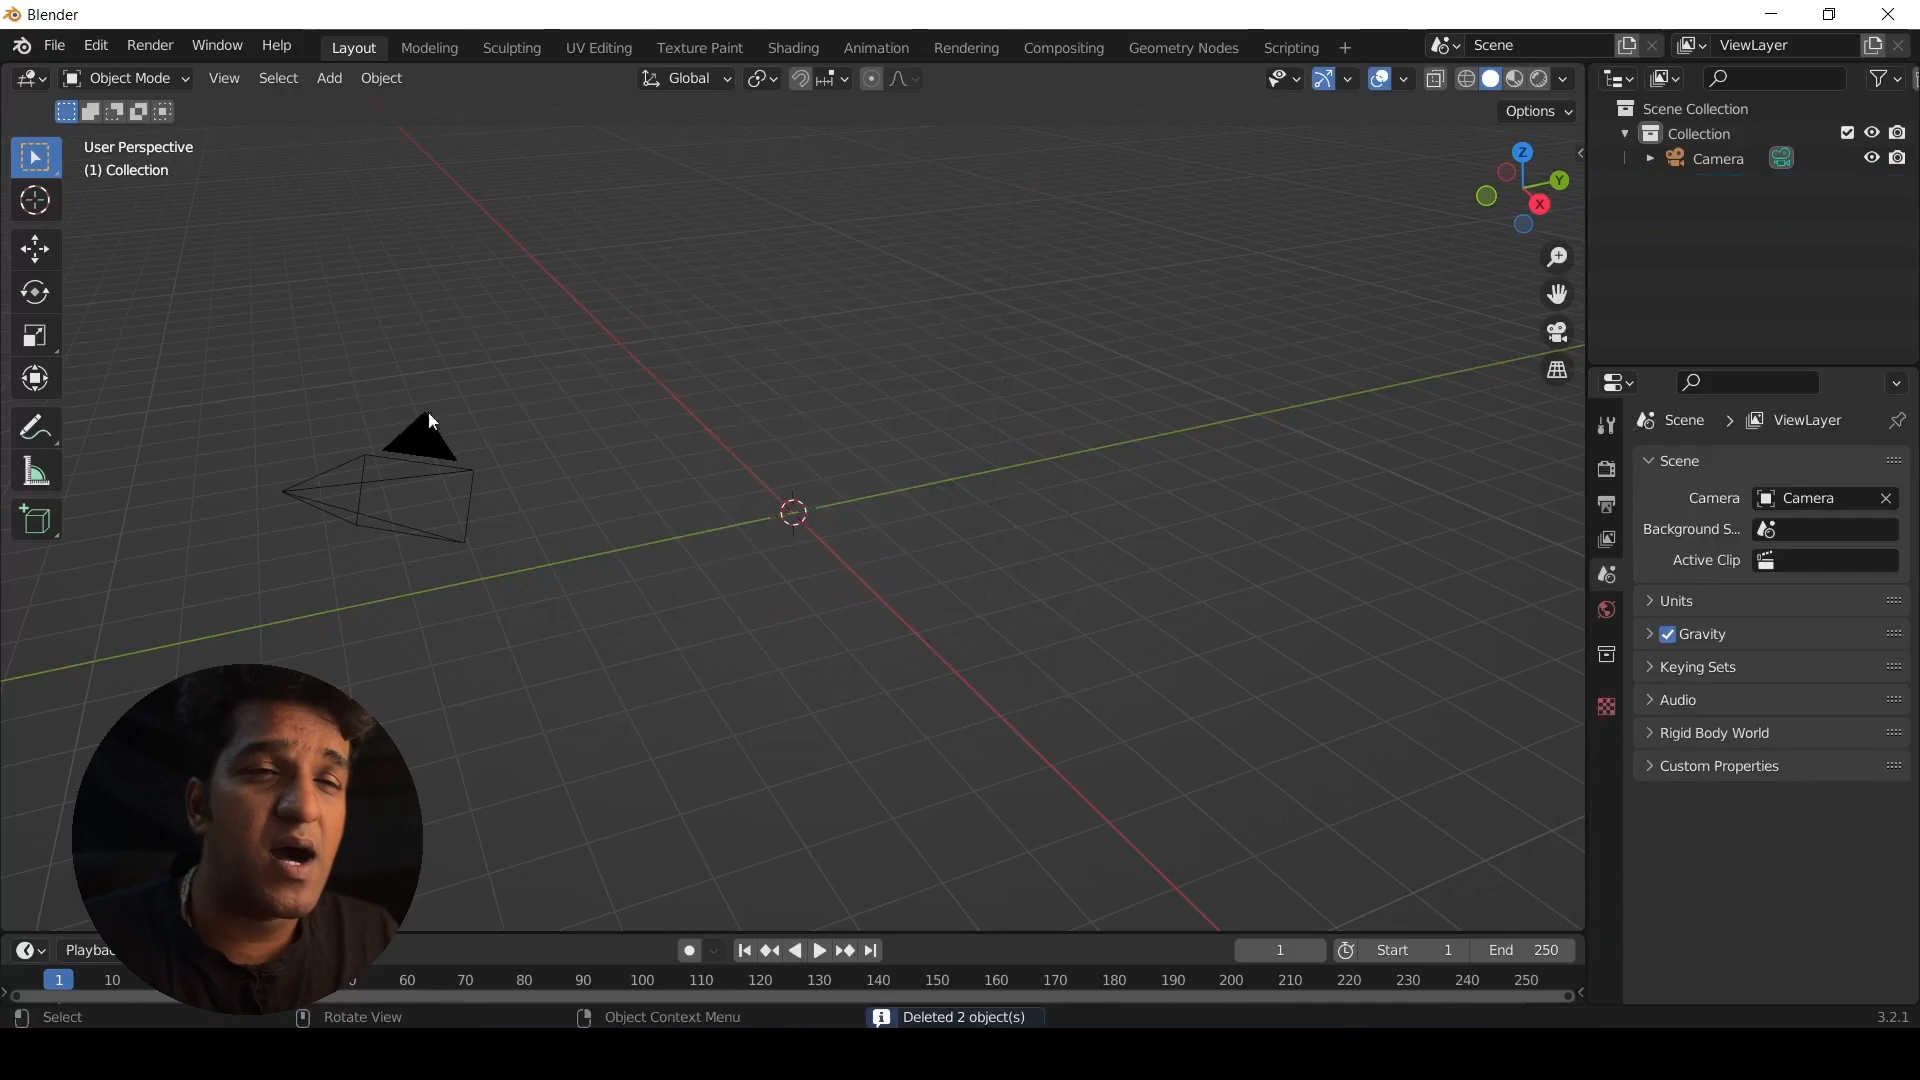 Blender
File Edit Render Window Help Layout Modeling Sculpting UV Editing Texture Paint Shading Animation Rendering Compositing Geometry Nodes Scripting + Scene ViewLayer
Object Mode View Select Add Object Global
Options
User Perspective
(1) Collection
Z
Y
X
Scene Collection
Collection
Camera
Scene > ViewLayer
Scene
Camera Camera
Background S...
Active Clip
Units
Gravity
Keying Sets
Audio
Rigid Body World
Custom Properties
1 Start 1 End 250
1 10 60 70 80 90 100 110 120 130 140 150 160 170 180 190 200 210 220 230 240 250
Select Rotate View Object Context Menu Deleted 2 object(s) 3.2.1